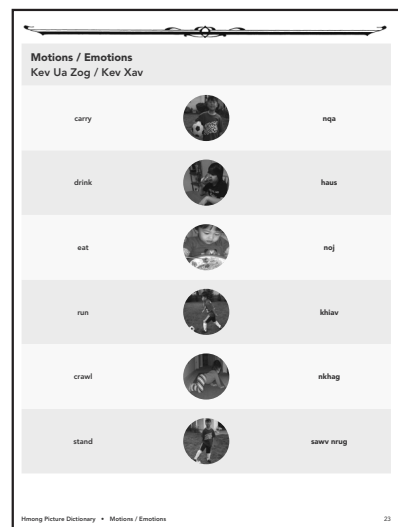 Motions / Emotions
Kev Ua Zog / Kev Xav
carry nqa
drink haus
eat noj
run khiav
crawl nkhag
stand sawv nrug
Hmong Picture Dictionary • Motions / Emotions 23